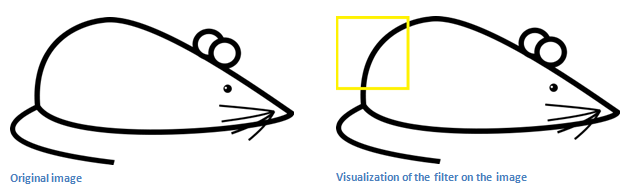 Original image
Visualization of the filter on the image